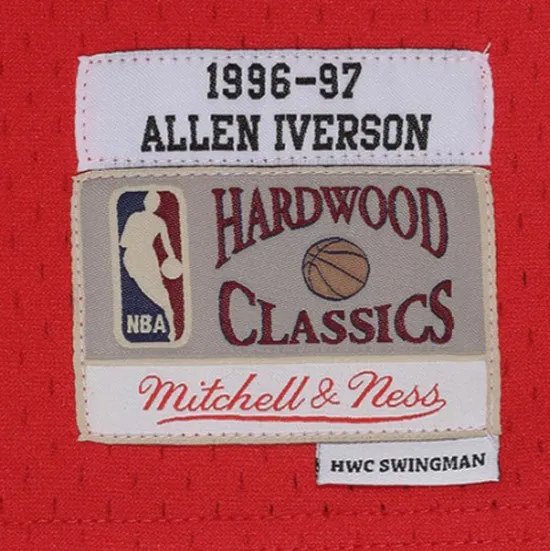 1996-97
ALLEN IVERSON
HARDWOOD
CLASSICS
NBA
Mitchell & Ness
HWC SWINGMAN